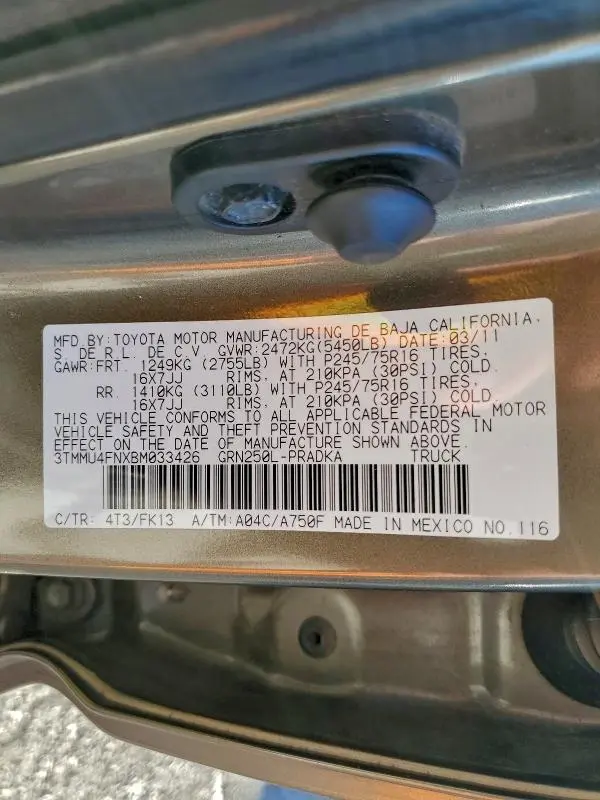 MFD.BY:TOYOTA MOTOR MANUFACTURING DE BAJA CALIFORNIA.
S. DE R.L. DE C.V. GVWR:2472KG(5450LB) DATE:03/11
GAWR:FRT. 1249KG (2755LB) WITH P245/75R16 TIRES.
16X7JJ RIMS. AT 210KPA (30PSI) COLD.
RR. 1410KG (3110LB) WITH P245/75R16 TIRES.
16X7JJ RIMS. AT 210KPA (30PSI) COLD.
THIS VEHICLE CONFORMS TO ALL APPLICABLE FEDERAL MOTOR
VEHICLE SAFETY AND THEFT PREVENTION STANDARDS IN
EFFECT ON THE DATE OF MANUFACTURE SHOWN ABOVE.
3TMMU4FNXBM033426 GRN250L-PRADKA TRUCK
C/TR: 4T3/FK13 A/TM:A04C/A750F MADE IN MEXICO NO.116